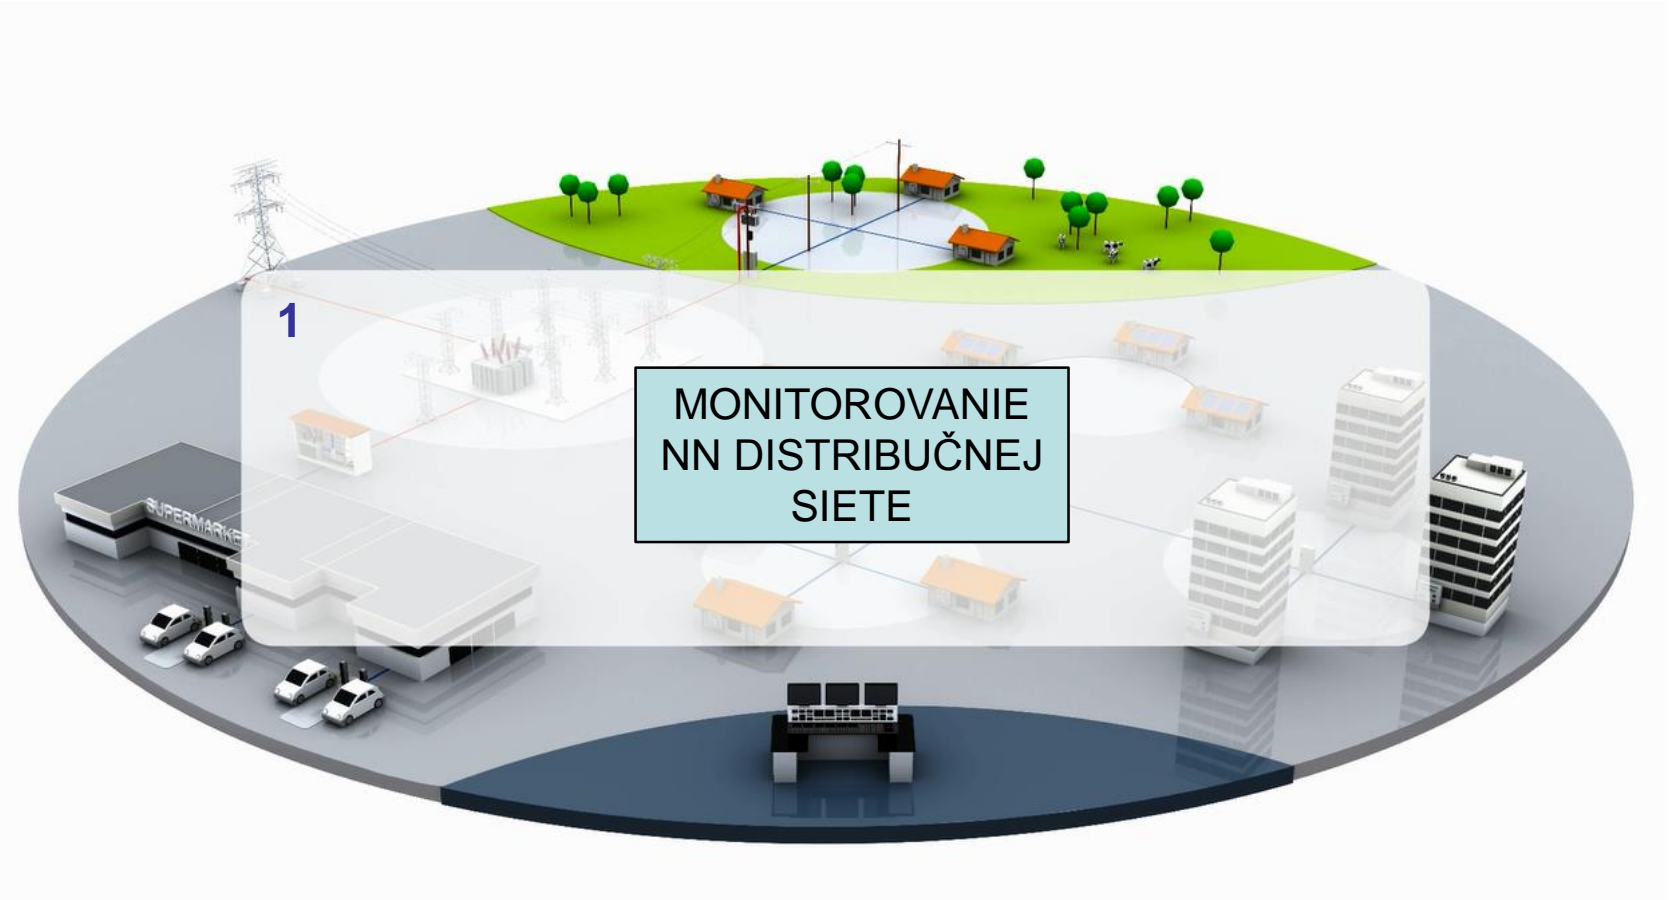 1
MONITOROVANIE
NN DISTRIBUČNEJ
SIETE
SUPERMARKET